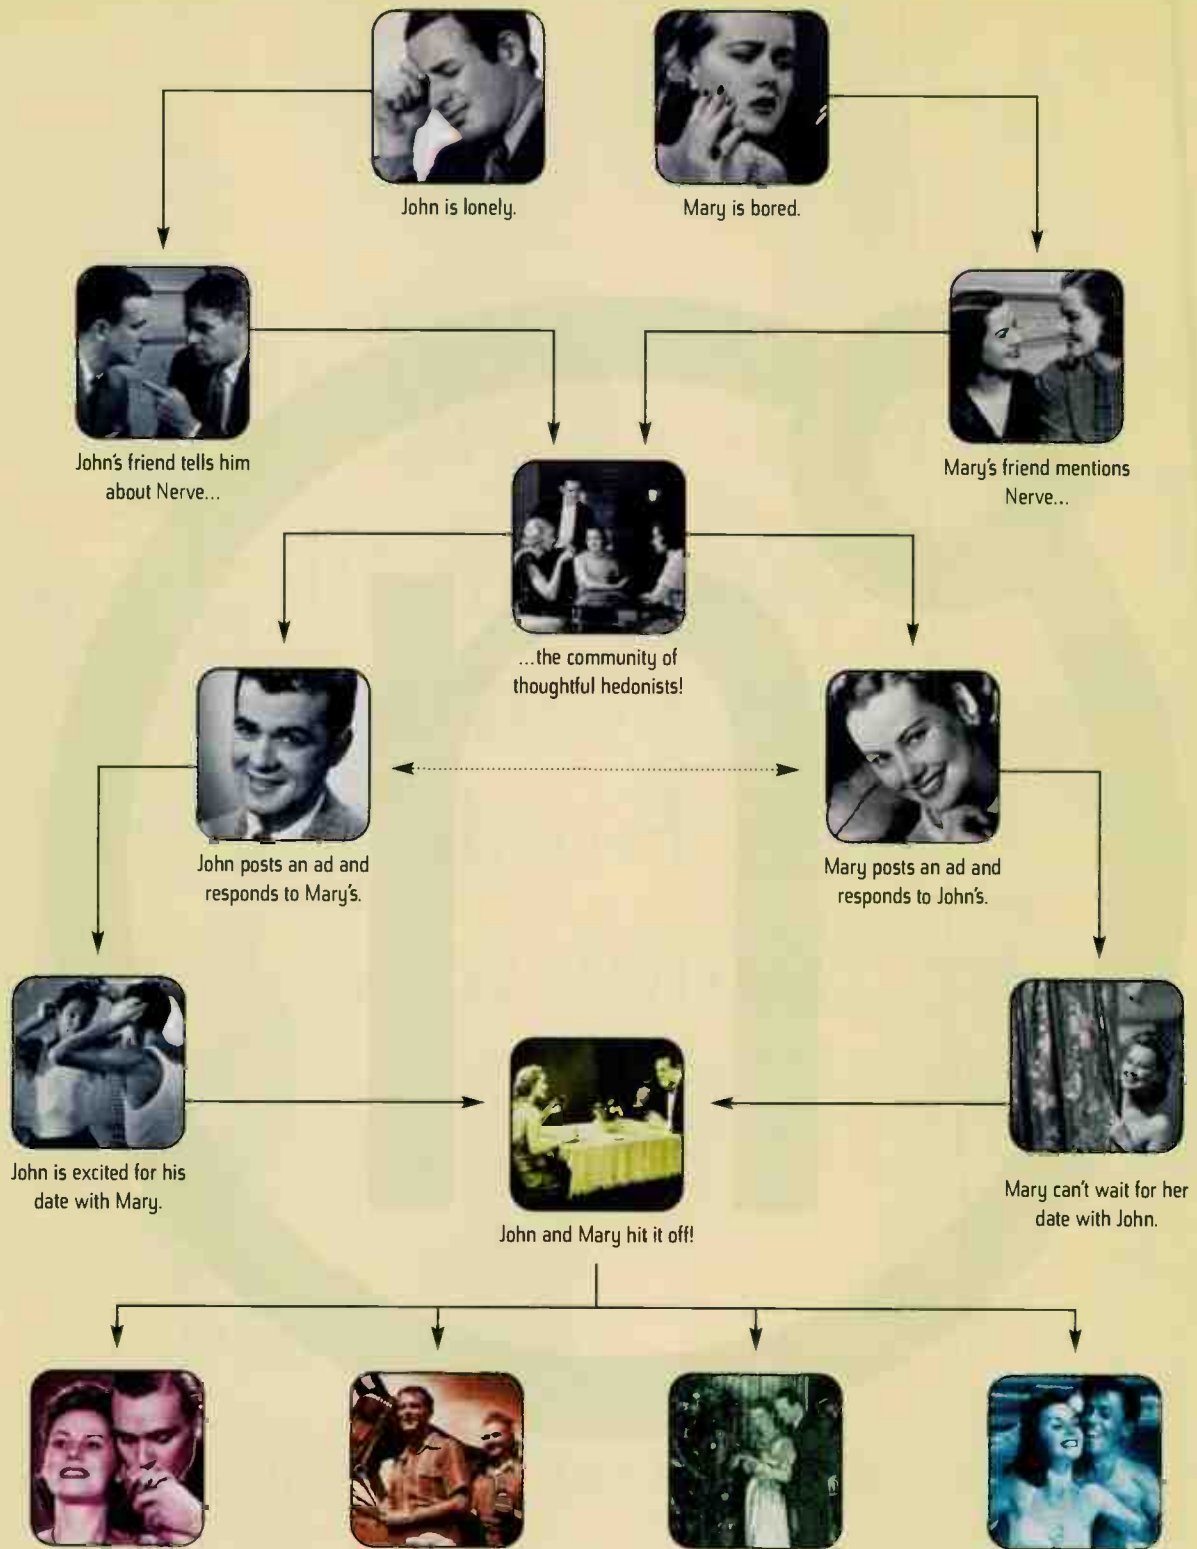 John is lonely.
Mary is bored.
John's friend tells him
about Nerve...
Mary's friend mentions
Nerve...
...the community of
thoughtful hedonists!
John posts an ad and
responds to Mary's.
Mary posts an ad and
responds to John's.
John is excited for his
date with Mary.
John and Mary hit it off!
Mary can't wait for her
date with John.